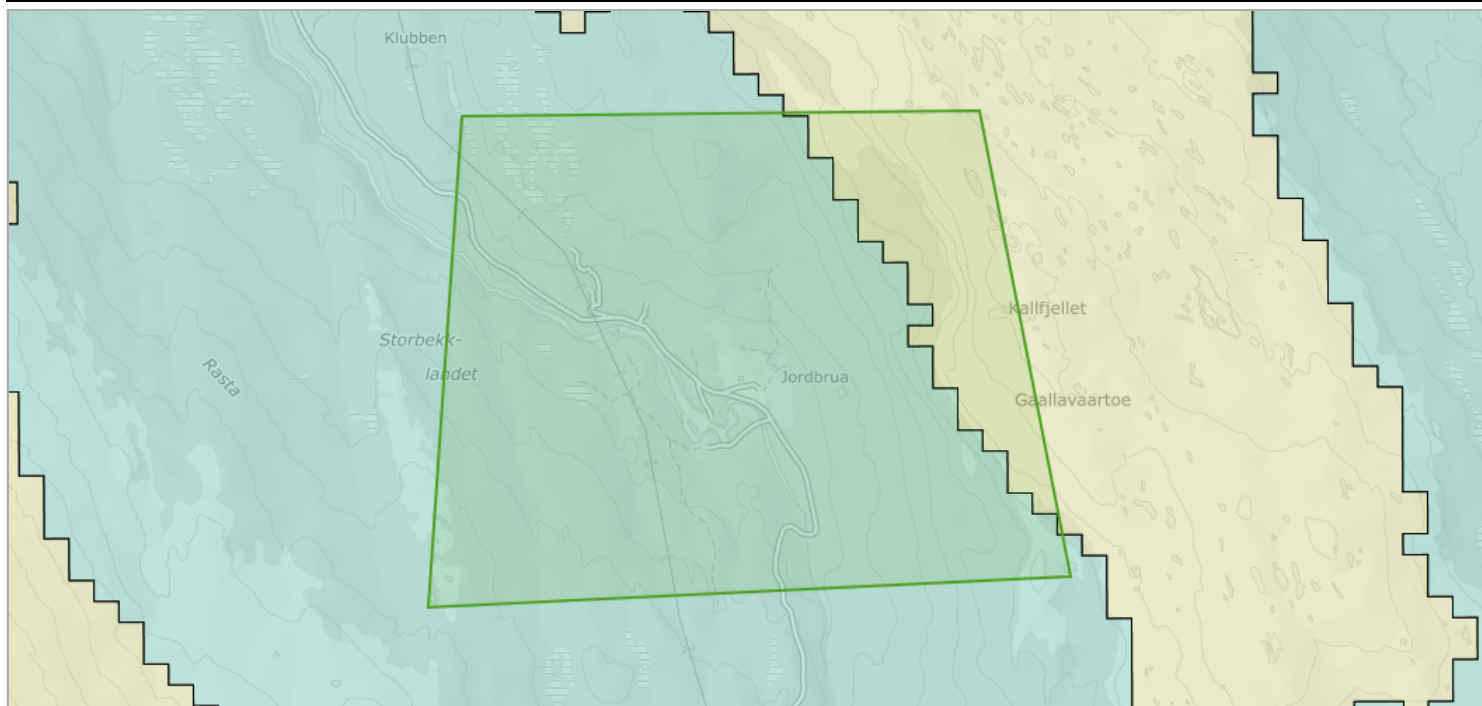 Klubben
Kallfjellet
Storbekk-
landet
Rasta
Jordbrua
Gaallavaartoe